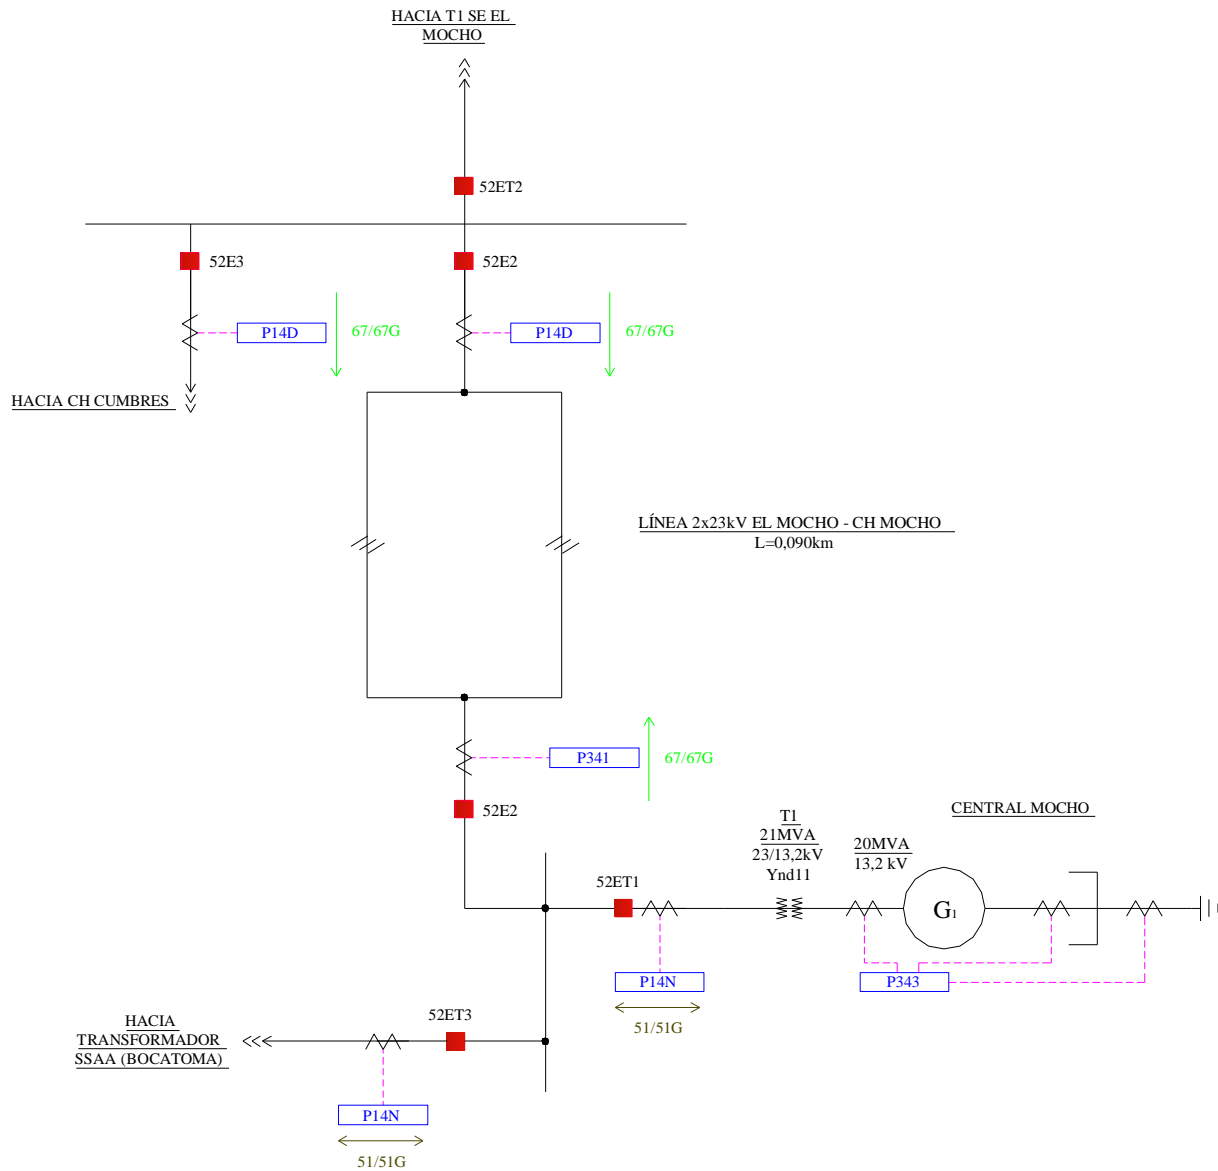 HACIA T1 SE EL
MOCHO
52ET2
52E3
52E2
P14D
67/67G
P14D
67/67G
HACIA CH CUMBRES
LÍNEA 2x23kV EL MOCHO - CH MOCHO
L=0,090km
P341
67/67G
52E2
CENTRAL MOCHO
T1
21MVA
23/13,2kV
Ynd11
20MVA
13,2 kV
52ET1
G1
P14N
51/51G
P343
HACIA
TRANSFORMADOR
SSAA (BOCATOMA)
52ET3
P14N
51/51G